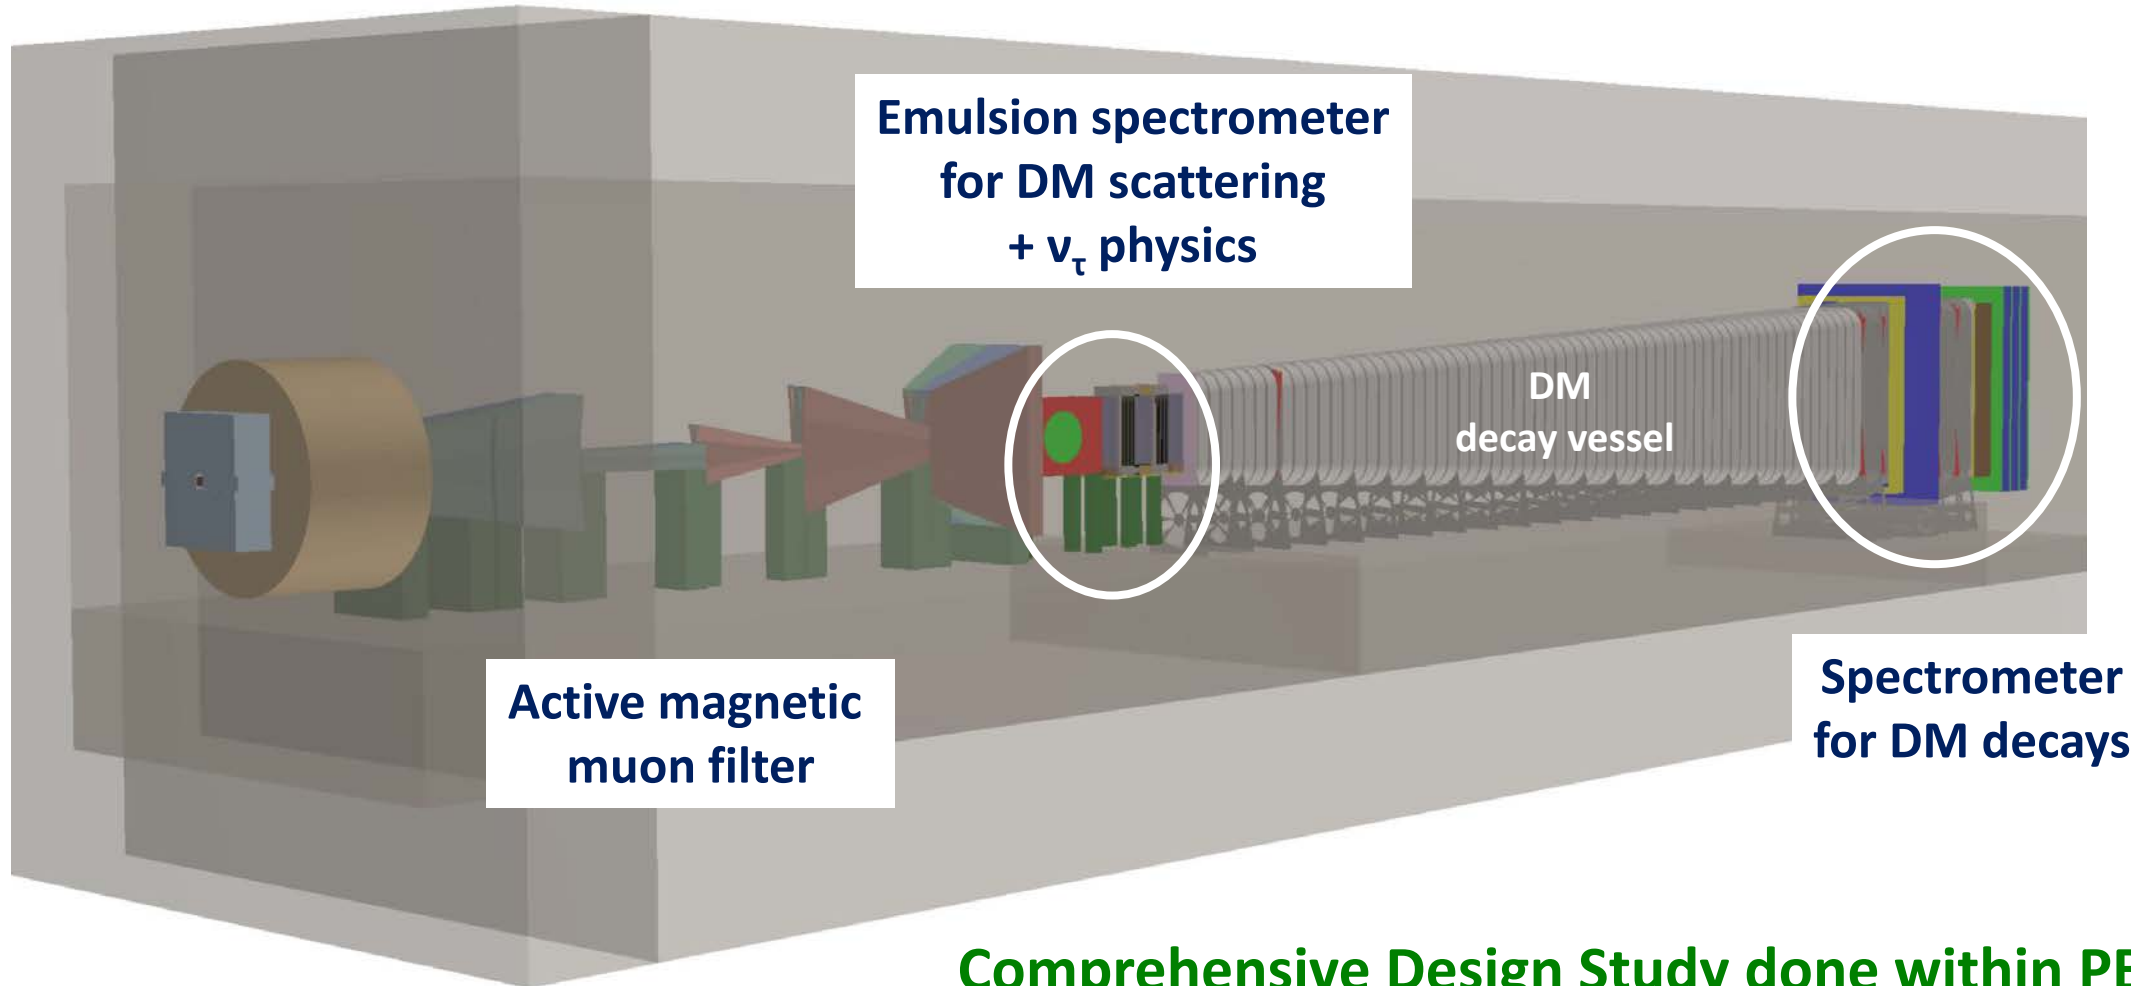 Emulsion spectrometer
for DM scattering
+ ντ physics
DM
decay vessel
Active magnetic
muon filter
Spectrometer
for DM decays
Comprehensive Design Study done within